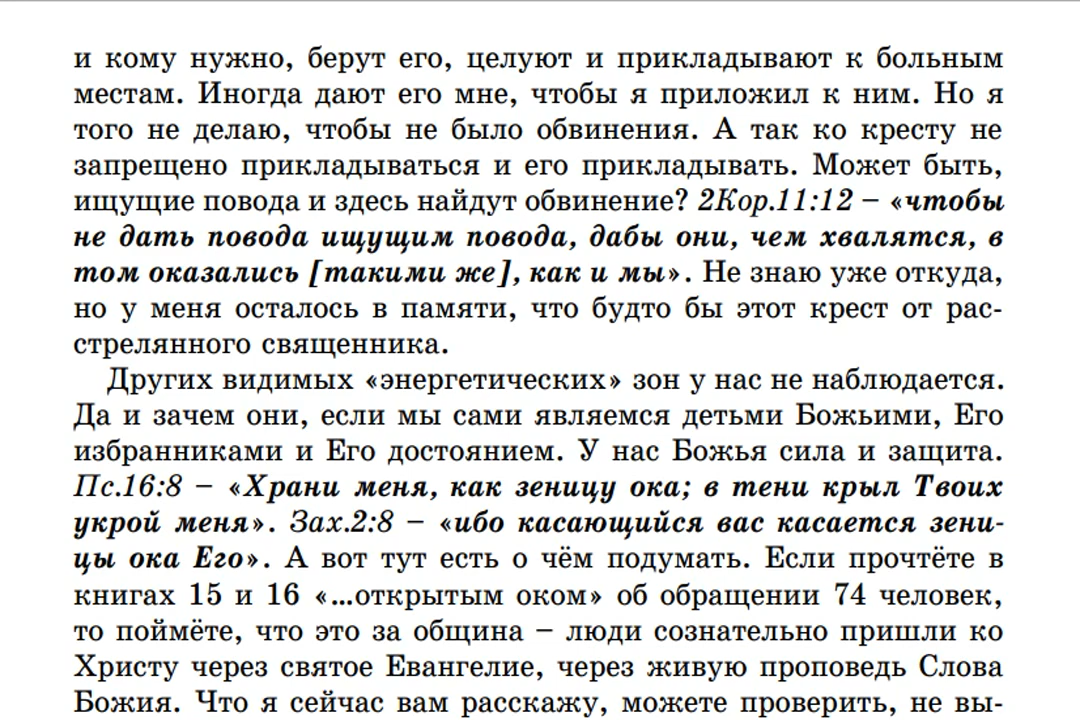 и кому нужно, берут его, целуют и прикладывают к больным
местам. Иногда дают его мне, чтобы я приложил к ним. Но я
того не делаю, чтобы не было обвинения. А так ко кресту не
запрещено прикладываться и его прикладывать. Может быть,
ищущие повода и здесь найдут обвинение? 2Кор.11:12 – «чтобы
не дать повода ищущим повода, дабы они, чем хвалятся, в
том оказались [такими же], как и мы». Не знаю уже откуда,
но у меня осталось в памяти, что будто бы этот крест от рас-
стрелянного священника.
Других видимых «энергетических» зон у нас не наблюдается.
Да и зачем они, если мы сами являемся детьми Божьими, Его
избранниками и Его достоянием. У нас Божья сила и защита.
Пс.16:8 – «Храни меня, как зеницу ока; в тени крыл Твоих
укрой меня». Зах.2:8 – «ибо касающийся вас касается зени-
цы ока Его». А вот тут есть о чём подумать. Если прочтёте в
книгах 15 и 16 «...открытым оком» об обращении 74 человек,
то поймёте, что это за община – люди сознательно пришли ко
Христу через святое Евангелие, через живую проповедь Слова
Божия. Что я сейчас вам расскажу, можете проверить, не вы-